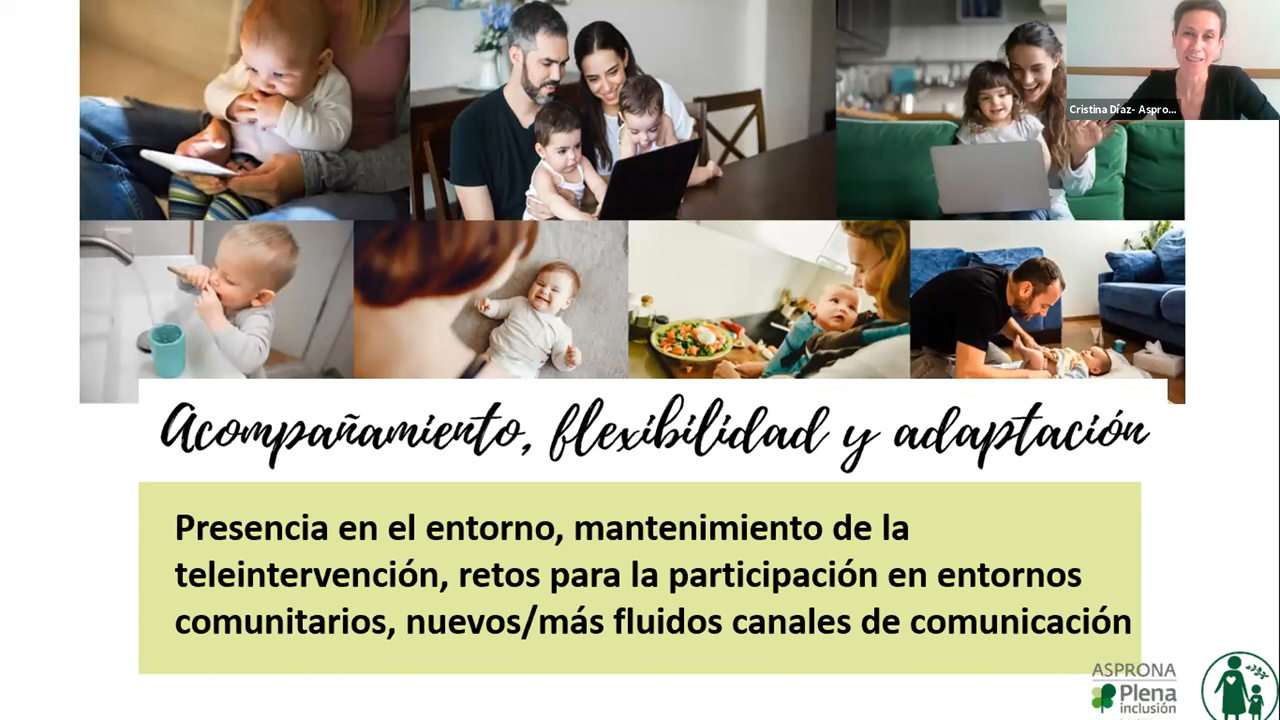 Cristina Díaz- Aspro...
Acompañamiento, flexibilidad y adaptación
Presencia en el entorno, mantenimiento de la
teleintervención, retos para la participación en entornos
comunitarios, nuevos/más fluidos canales de comunicación
ASPRONA
Plena
inclusión